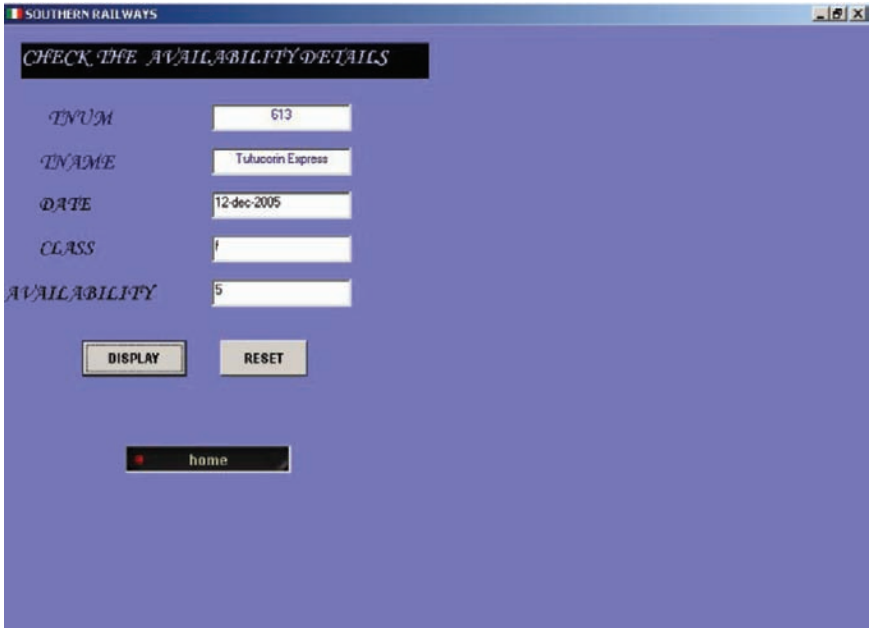 SOUTHERN RAILWAYS
CHECK THE AVAILABILITY DETAILS
TNUM 613
TNAME Tutucorin Express
DATE 12-dec-2005
CLASS f
AVAILABILITY 5
DISPLAY RESET
home